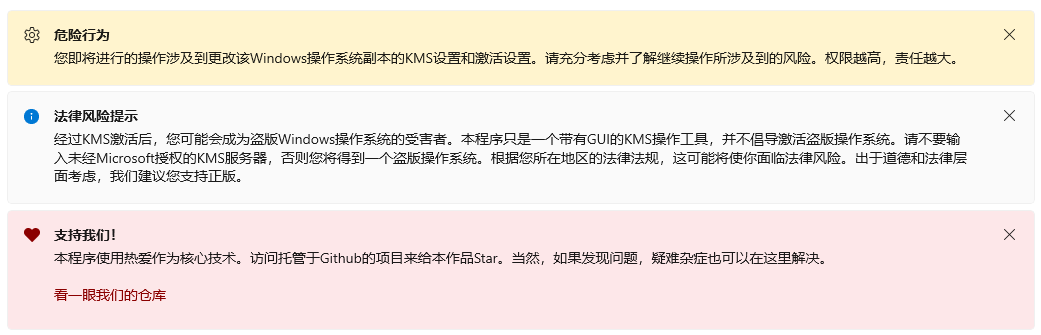 危险行为
您即将进行的操作涉及到更改该Windows操作系统副本的KMS设置和激活设置。请充分考虑并了解继续操作所涉及到的风险。权限越高，责任越大。
法律风险提示
经过KMS激活后，您可能会成为盗版Windows操作系统的受害者。本程序只是一个带有GUI的KMS操作工具，并不倡导激活盗版操作系统。请不要输
入未经Microsoft授权的KMS服务器，否则您将得到一个盗版操作系统。根据您所在地区的法律法规，这可能将使你面临法律风险。出于道德和法律层
面考虑，我们建议您支持正版。
支持我们！
本程序使用热爱作为核心技术。访问托管于Github的项目来给本作品Star。当然，如果发现问题，疑难杂症也可以在这里解决。
看一眼我们的仓库